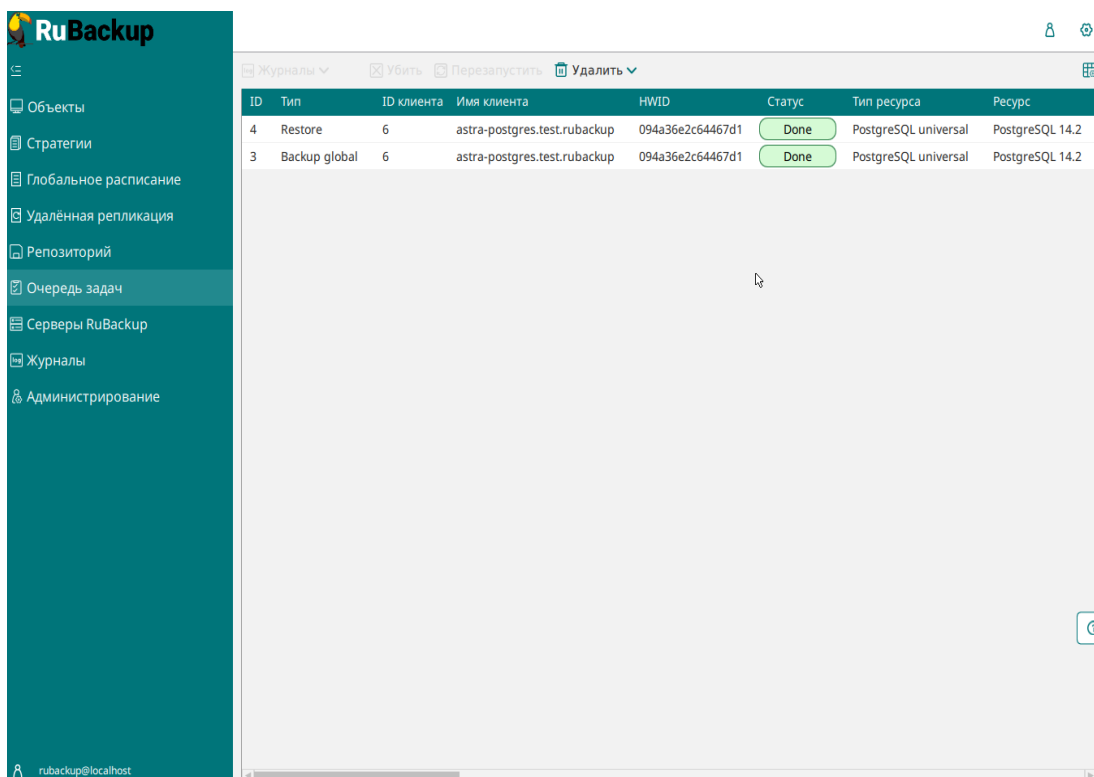 RuBackup
Журналы Убить Перезапустить Удалить
Объекты
Стратегии
Глобальное расписание
Удалённая репликация
Репозиторий
Очередь задач
Серверы RuBackup
Журналы
Администрирование
ID Тип ID клиента Имя клиента HWID Статус Тип ресурса Ресурс
4 Restore 6 astra-postgres.test.rubackup 094a36e2c64467d1 Done PostgreSQL universal PostgreSQL 14.2
3 Backup global 6 astra-postgres.test.rubackup 094a36e2c64467d1 Done PostgreSQL universal PostgreSQL 14.2
rubackup@localhost